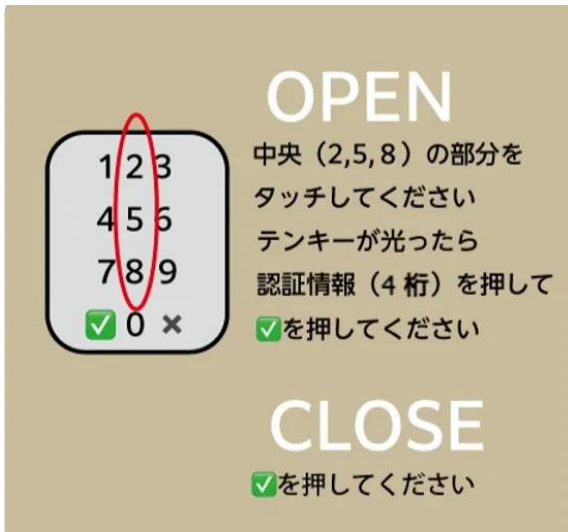 1 2 3
4 5 6
7 8 9
✅ 0 ✖
OPEN
中央（2,5,8）の部分を
タッチしてください
テンキーが光ったら
認証情報（4 桁）を押して
✅を押してください
CLOSE
✅を押してください